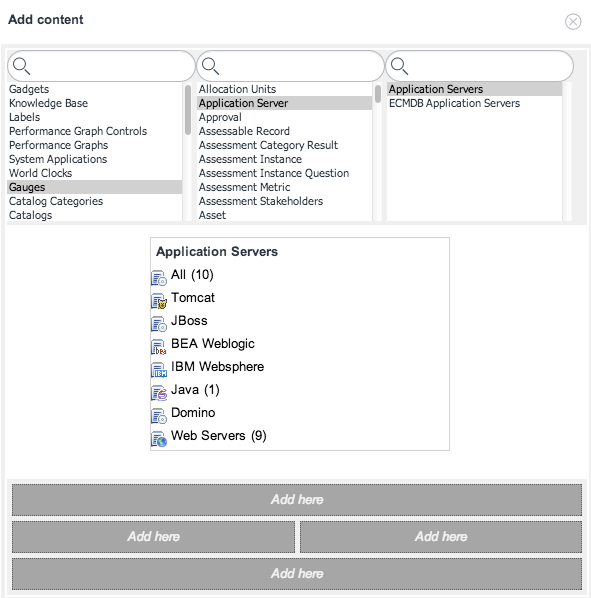 Add content
Gadgets
Knowledge Base
Labels
Performance Graph Controls
Performance Graphs
System Applications
World Clocks
Gauges
Catalog Categories
Catalogs
Allocation Units
Application Server
Approval
Assessable Record
Assessment Category Result
Assessment Instance
Assessment Instance Question
Assessment Metric
Assessment Stakeholders
Asset
Application Servers
ECMDB Application Servers
Application Servers
All (10)
Tomcat
JBoss
BEA Weblogic
IBM Websphere
Java (1)
Domino
Web Servers (9)
Add here
Add here
Add here
Add here